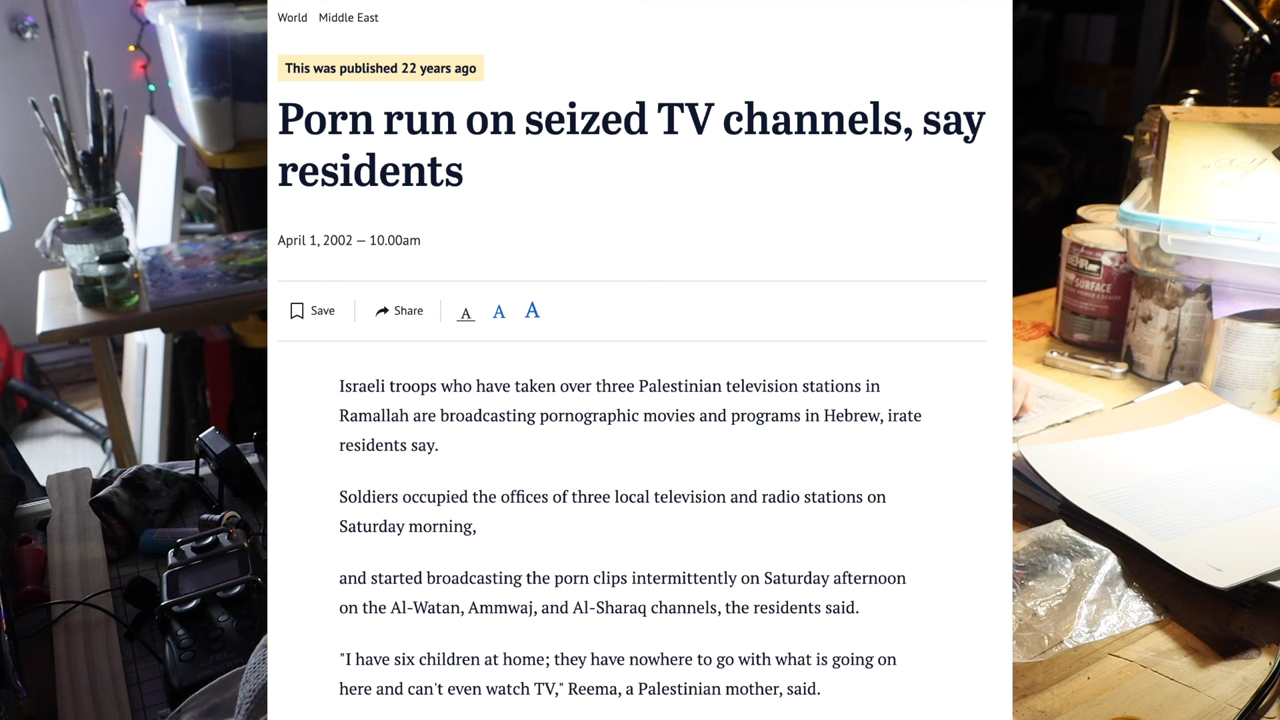 World Middle East
This was published 22 years ago
Porn run on seized TV channels, say
residents
April 1, 2002 — 10.00am
Save Share A A A
Israeli troops who have taken over three Palestinian television stations in
Ramallah are broadcasting pornographic movies and programs in Hebrew, irate
residents say.
Soldiers occupied the offices of three local television and radio stations on
Saturday morning,
and started broadcasting the porn clips intermittently on Saturday afternoon
on the Al-Watan, Ammwaj, and Al-Sharaq channels, the residents said.
"I have six children at home; they have nowhere to go with what is going on
here and can't even watch TV," Reema, a Palestinian mother, said.
BEHR
SURFACE